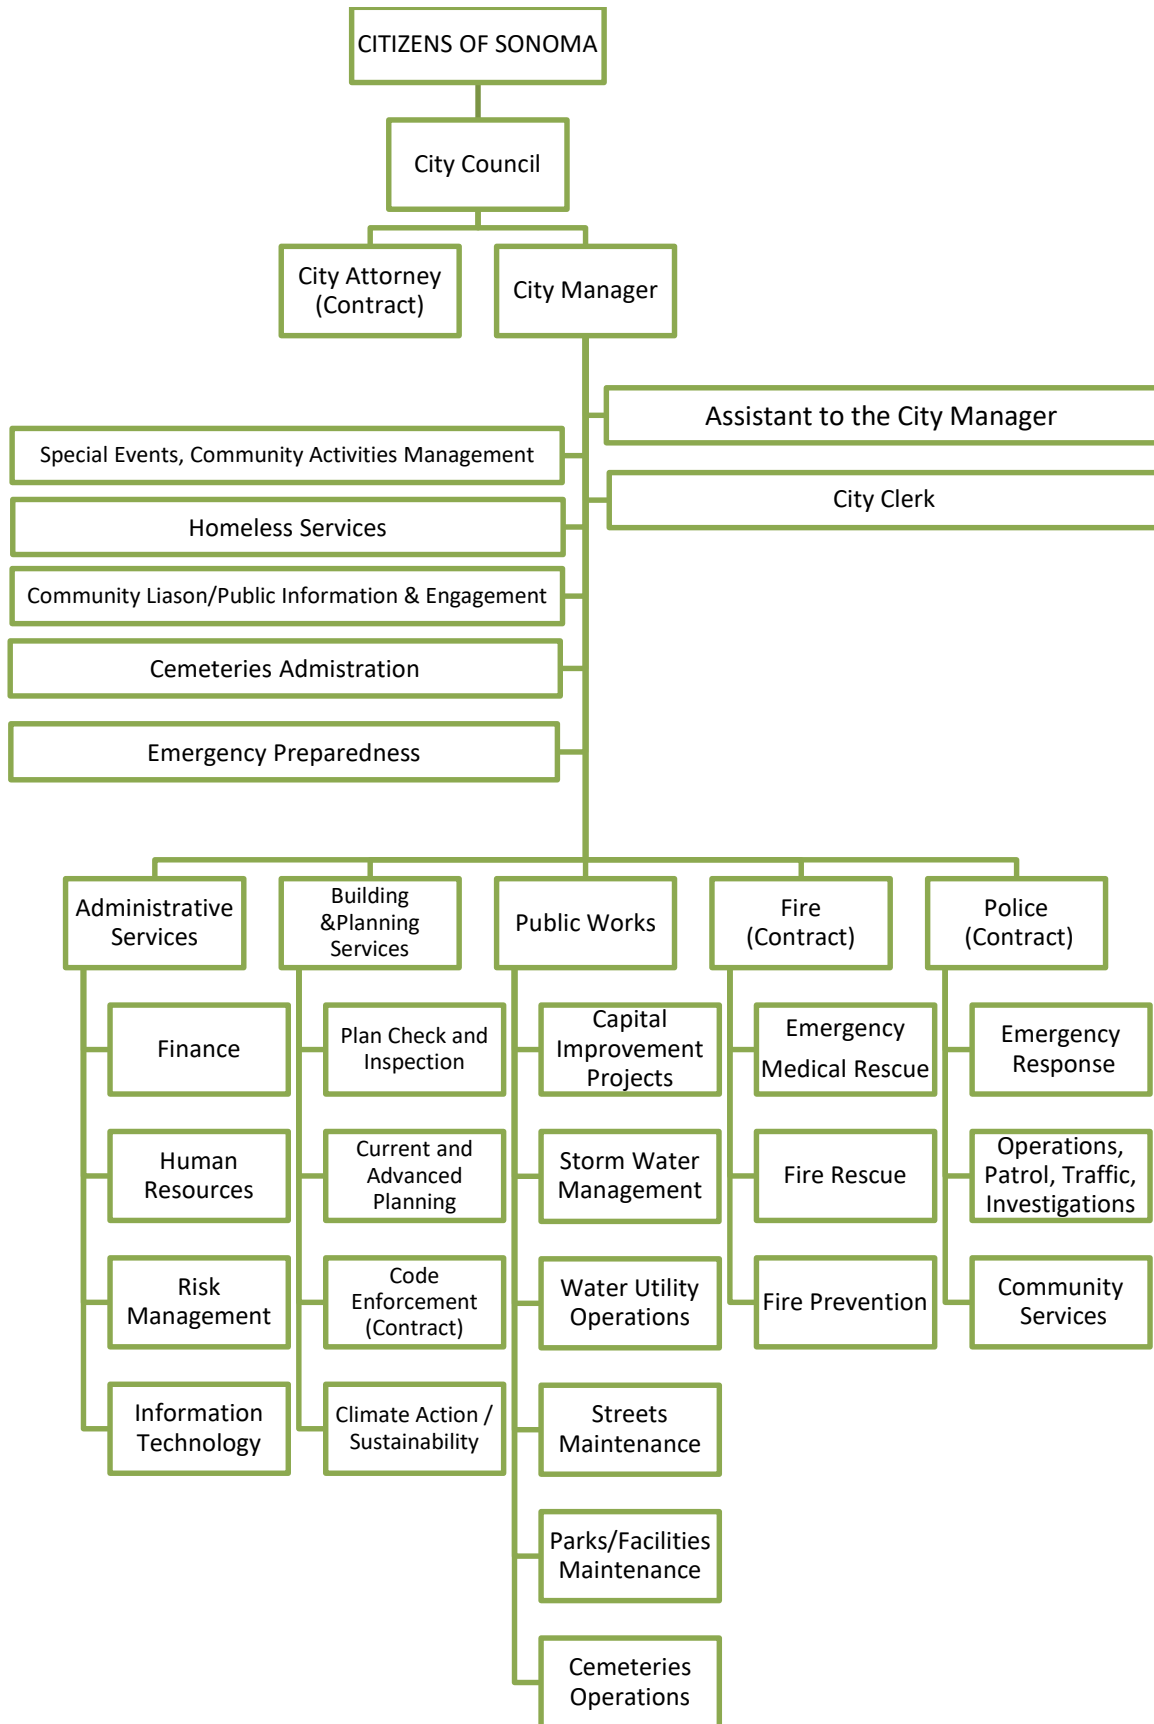 CITIZENS OF SONOMA
City Council
City Attorney
(Contract)
City Manager
Assistant to the City Manager
Special Events, Community Activities Management
City Clerk
Homeless Services
Community Liason/Public Information & Engagement
Cemeteries Admistration
Emergency Preparedness
Administrative
Services
Building
&Planning
Services
Public Works
Fire
(Contract)
Police
(Contract)
Finance
Human
Resources
Risk
Management
Information
Technology
Plan Check and
Inspection
Current and
Advanced
Planning
Code
Enforcement
(Contract)
Climate Action /
Sustainability
Capital
Improvement
Projects
Storm Water
Management
Water Utility
Operations
Streets
Maintenance
Parks/Facilities
Maintenance
Cemeteries
Operations
Emergency
Medical Rescue
Fire Rescue
Fire Prevention
Emergency
Response
Operations,
Patrol, Traffic,
Investigations
Community
Services